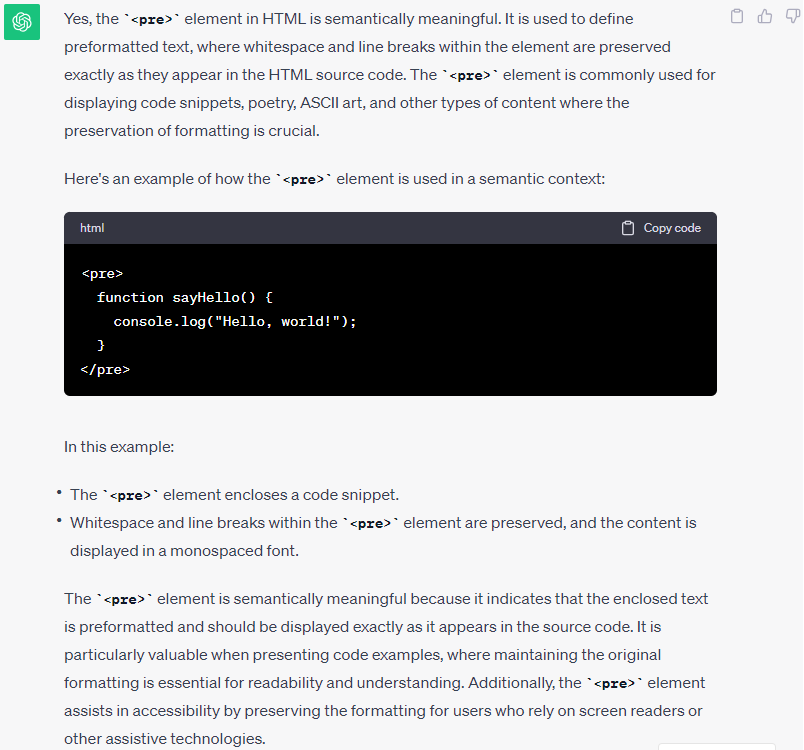 Yes, the `<pre>` element in HTML is semantically meaningful. It is used to define
preformatted text, where whitespace and line breaks within the element are preserved
exactly as they appear in the HTML source code. The `<pre>` element is commonly used for
displaying code snippets, poetry, ASCII art, and other types of content where the
preservation of formatting is crucial.
Here's an example of how the `<pre>` element is used in a semantic context:
html Copy code
<pre>
  function sayHello() {
    console.log("Hello, world!");
  }
</pre>
In this example:
• The `<pre>` element encloses a code snippet.
• Whitespace and line breaks within the `<pre>` element are preserved, and the content is
displayed in a monospaced font.
The `<pre>` element is semantically meaningful because it indicates that the enclosed text
is preformatted and should be displayed exactly as it appears in the source code. It is
particularly valuable when presenting code examples, where maintaining the original
formatting is essential for readability and understanding. Additionally, the `<pre>` element
assists in accessibility by preserving the formatting for users who rely on screen readers or
other assistive technologies.